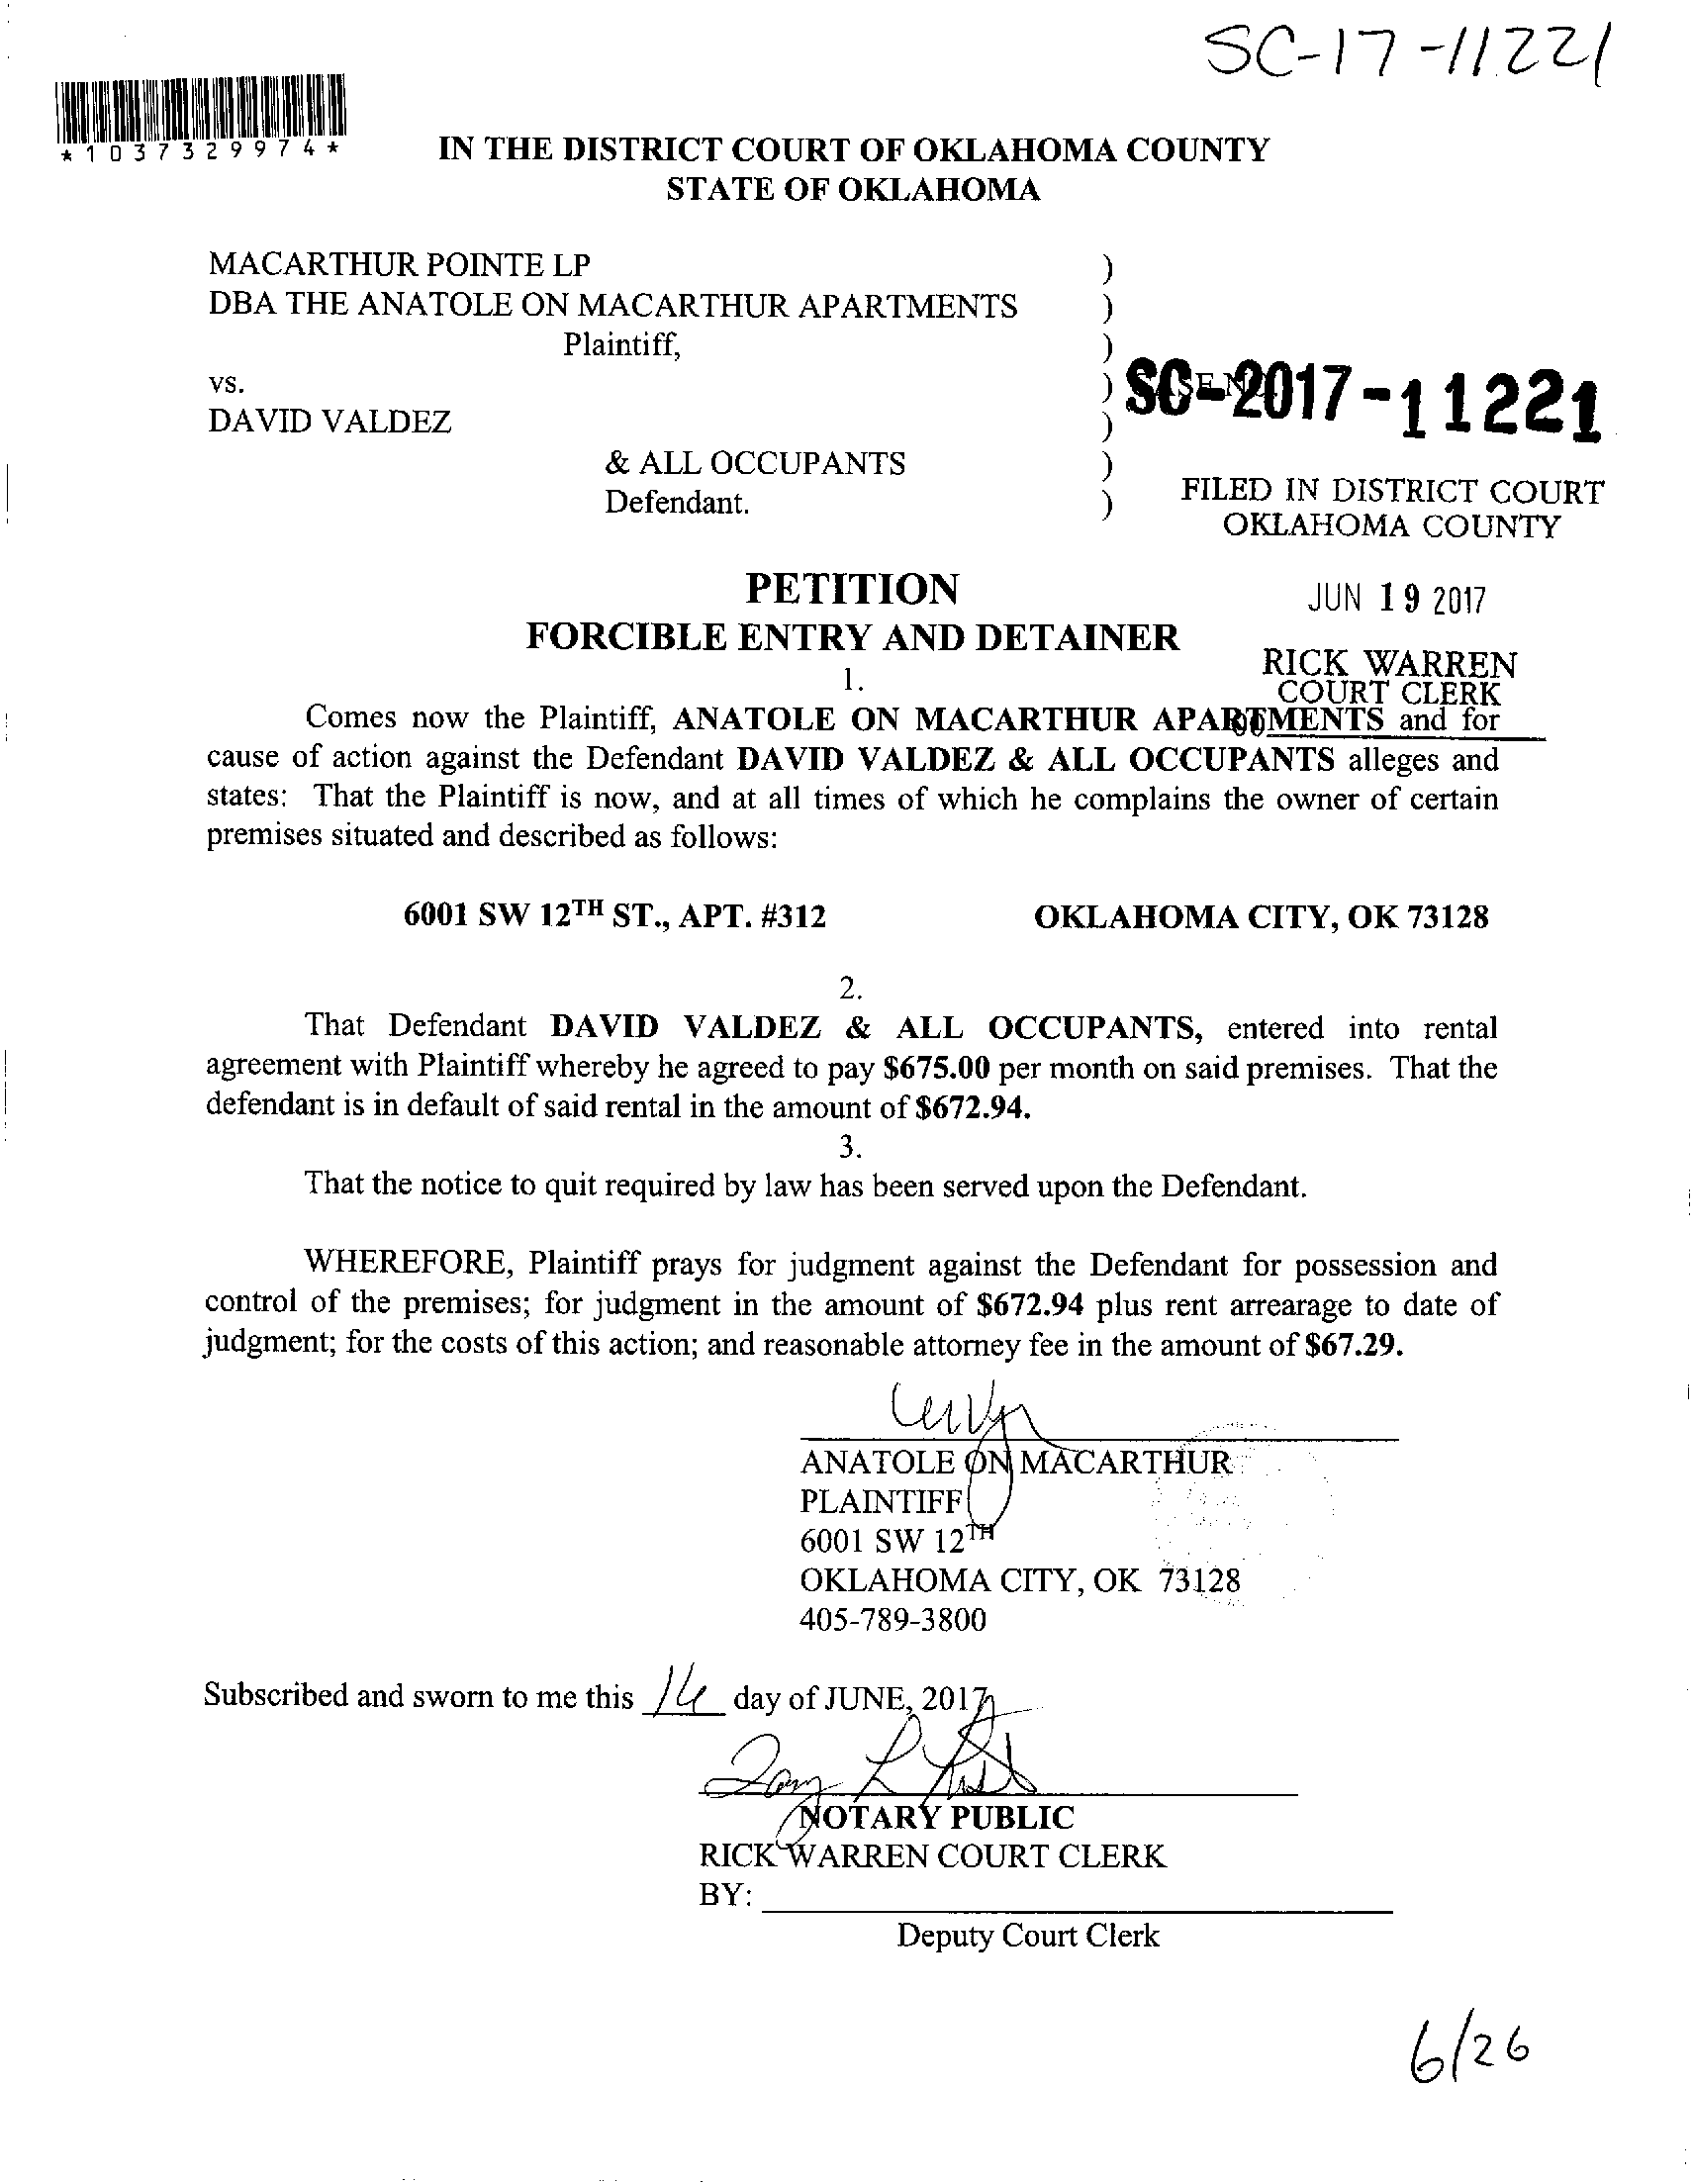 SC-17-11221
*1037329974*
IN THE DISTRICT COURT OF OKLAHOMA COUNTY
STATE OF OKLAHOMA
MACARTHUR POINTE LP )
DBA THE ANATOLE ON MACARTHUR APARTMENTS )
Plaintiff, )
vs. ) SC-2017-11221
DAVID VALDEZ )
& ALL OCCUPANTS )
Defendant. )
FILED IN DISTRICT COURT
OKLAHOMA COUNTY
JUN 19 2017
RICK WARREN
COURT CLERK
PETITION
FORCIBLE ENTRY AND DETAINER
1.
Comes now the Plaintiff, ANATOLE ON MACARTHUR APARTMENTS and for
cause of action against the Defendant DAVID VALDEZ & ALL OCCUPANTS alleges and
states: That the Plaintiff is now, and at all times of which he complains the owner of certain
premises situated and described as follows:
6001 SW 12TH ST., APT. #312 OKLAHOMA CITY, OK 73128
2.
That Defendant DAVID VALDEZ & ALL OCCUPANTS, entered into rental
agreement with Plaintiff whereby he agreed to pay $675.00 per month on said premises. That the
defendant is in default of said rental in the amount of $672.94.
3.
That the notice to quit required by law has been served upon the Defendant.
WHEREFORE, Plaintiff prays for judgment against the Defendant for possession and
control of the premises; for judgment in the amount of $672.94 plus rent arrearage to date of
judgment; for the costs of this action; and reasonable attorney fee in the amount of $67.29.
ANATOLE ON MACARTHUR
PLAINTIFF
6001 SW 12TH
OKLAHOMA CITY, OK 73128
405-789-3800
Subscribed and sworn to me this day of JUNE, 2017
NOTARY PUBLIC
RICK WARREN COURT CLERK
BY:
Deputy Court Clerk
6/26